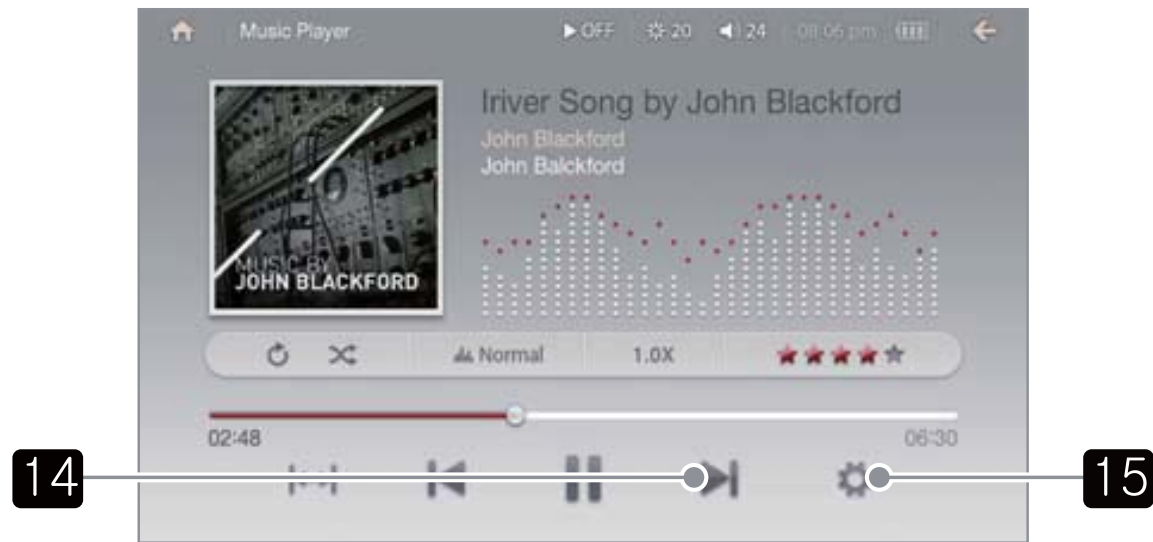 Music Player OFF 20 24 08:06 pm
Iriver Song by John Blackford
John Blackford
John Balckford
MUSIC BY
JOHN BLACKFORD
Normal 1.0X
02:48 06:30
14 15